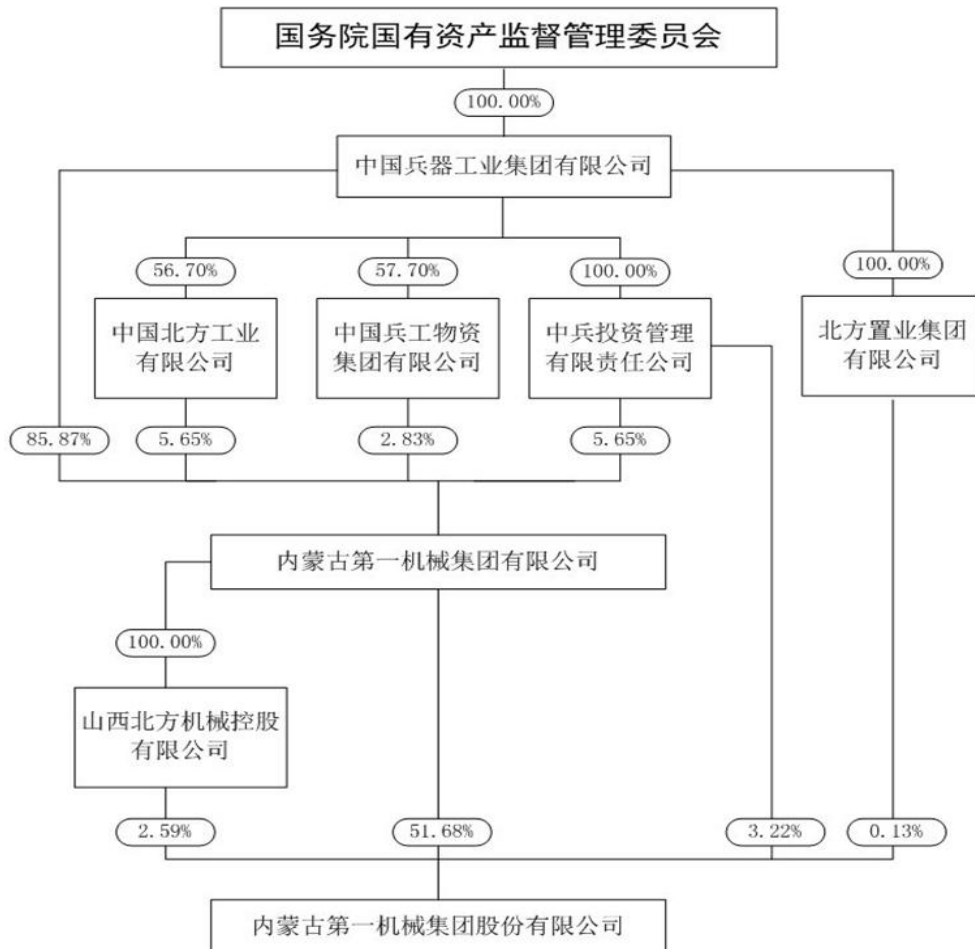 国务院国有资产监督管理委员会
100.00%
中国兵器工业集团有限公司
56.70%
57.70%
100.00%
100.00%
中国北方工业
有限公司
中国兵工物资
集团有限公司
中兵投资管理
有限责任公司
北方置业集团
有限公司
85.87%
5.65%
2.83%
5.65%
内蒙古第一机械集团有限公司
100.00%
山西北方机械控股
有限公司
2.59%
51.68%
3.22%
0.13%
内蒙古第一机械集团股份有限公司